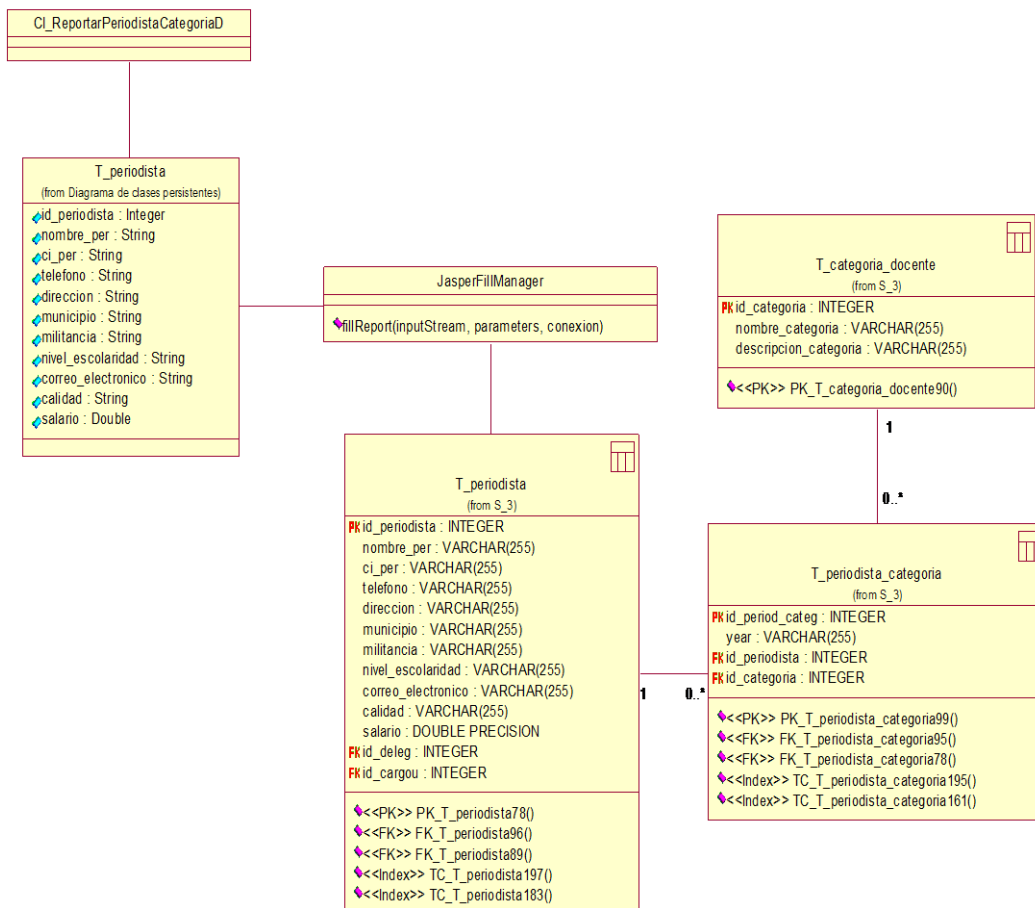 CI_ReportarPeriodistaCategoriaD
T_periodista
(from Diagrama de clases persistentes)
id_periodista : Integer
nombre_per : String
ci_per : String
telefono : String
direccion : String
municipio : String
militancia : String
nivel_escolaridad : String
correo_electronico : String
calidad : String
salario : Double
JasperFillManager
fillReport(inputStream, parameters, conexion)
T_categoria_docente
(from S_3)
PK id_categoria : INTEGER
nombre_categoria : VARCHAR(255)
descripcion_categoria : VARCHAR(255)
<<PK>> PK_T_categoria_docente90()
1
0..*
T_periodista
(from S_3)
PK id_periodista : INTEGER
nombre_per : VARCHAR(255)
ci_per : VARCHAR(255)
telefono : VARCHAR(255)
direccion : VARCHAR(255)
municipio : VARCHAR(255)
militancia : VARCHAR(255)
nivel_escolaridad : VARCHAR(255)
correo_electronico : VARCHAR(255)
calidad : VARCHAR(255)
salario : DOUBLE PRECISION
FK id_deleg : INTEGER
FK id_cargou : INTEGER
<<PK>> PK_T_periodista78()
<<FK>> FK_T_periodista96()
<<FK>> FK_T_periodista89()
<<Index>> TC_T_periodista197()
<<Index>> TC_T_periodista183()
1
0..*
T_periodista_categoria
(from S_3)
PK id_period_categ : INTEGER
year : VARCHAR(255)
FK id_periodista : INTEGER
FK id_categoria : INTEGER
<<PK>> PK_T_periodista_categoria99()
<<FK>> FK_T_periodista_categoria95()
<<FK>> FK_T_periodista_categoria78()
<<Index>> TC_T_periodista_categoria195()
<<Index>> TC_T_periodista_categoria161()